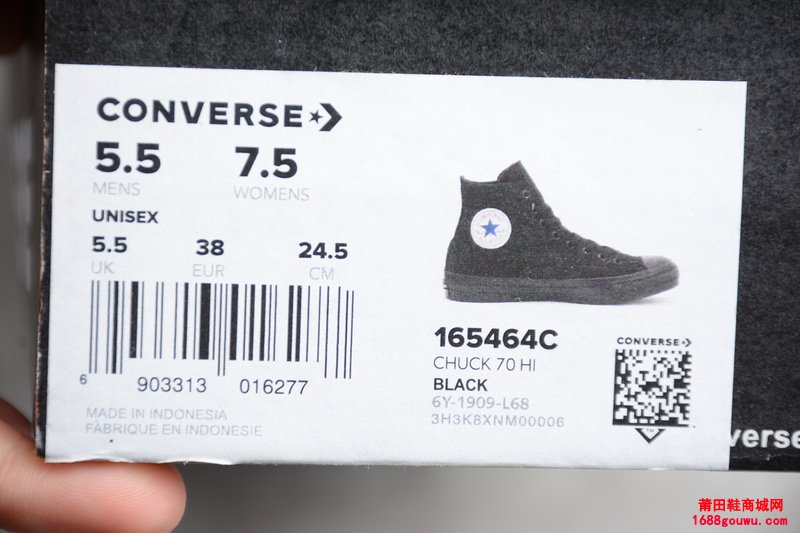 CONVERSE
5.5 7.5
MENS WOMENS
UNISEX
5.5 38 24.5
UK EUR CM
6 903313 016277
MADE IN INDONESIA
FABRIQUÉ EN INDONESIE
165464C
CHUCK 70 HI
BLACK
6Y-1909-L68
3H3K8XNM00006
CONVERSE
verse
莆田鞋商城网
1688gouwu.com